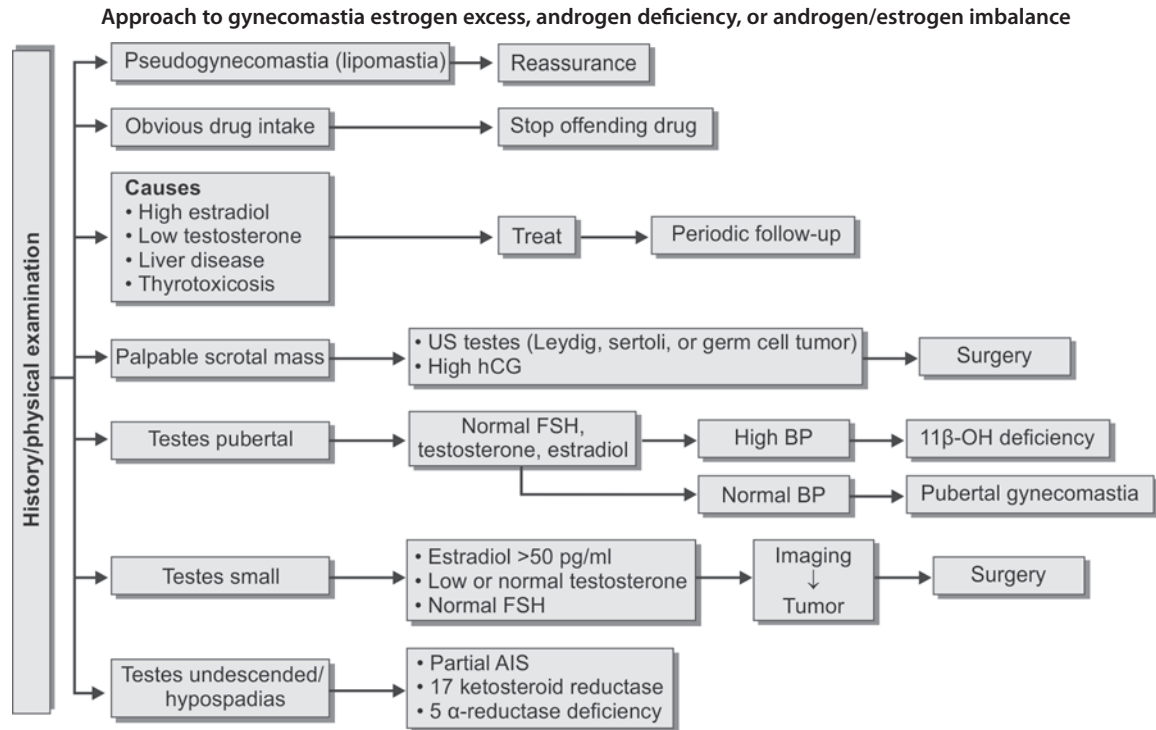 Approach to gynecomastia estrogen excess, androgen deficiency, or androgen/estrogen imbalance
History/physical examination
Pseudogynecomastia (lipomastia)
Reassurance
Obvious drug intake
Stop offending drug
Causes
• High estradiol
• Low testosterone
• Liver disease
• Thyrotoxicosis
Treat
Periodic follow-up
Palpable scrotal mass
• US testes (Leydig, sertoli, or germ cell tumor)
• High hCG
Surgery
Testes pubertal
Normal FSH,
testosterone, estradiol
High BP
11β-OH deficiency
Normal BP
Pubertal gynecomastia
Testes small
• Estradiol >50 pg/ml
• Low or normal testosterone
• Normal FSH
Imaging
↓
Tumor
Surgery
Testes undescended/
hypospadias
• Partial AIS
• 17 ketosteroid reductase
• 5 α-reductase deficiency